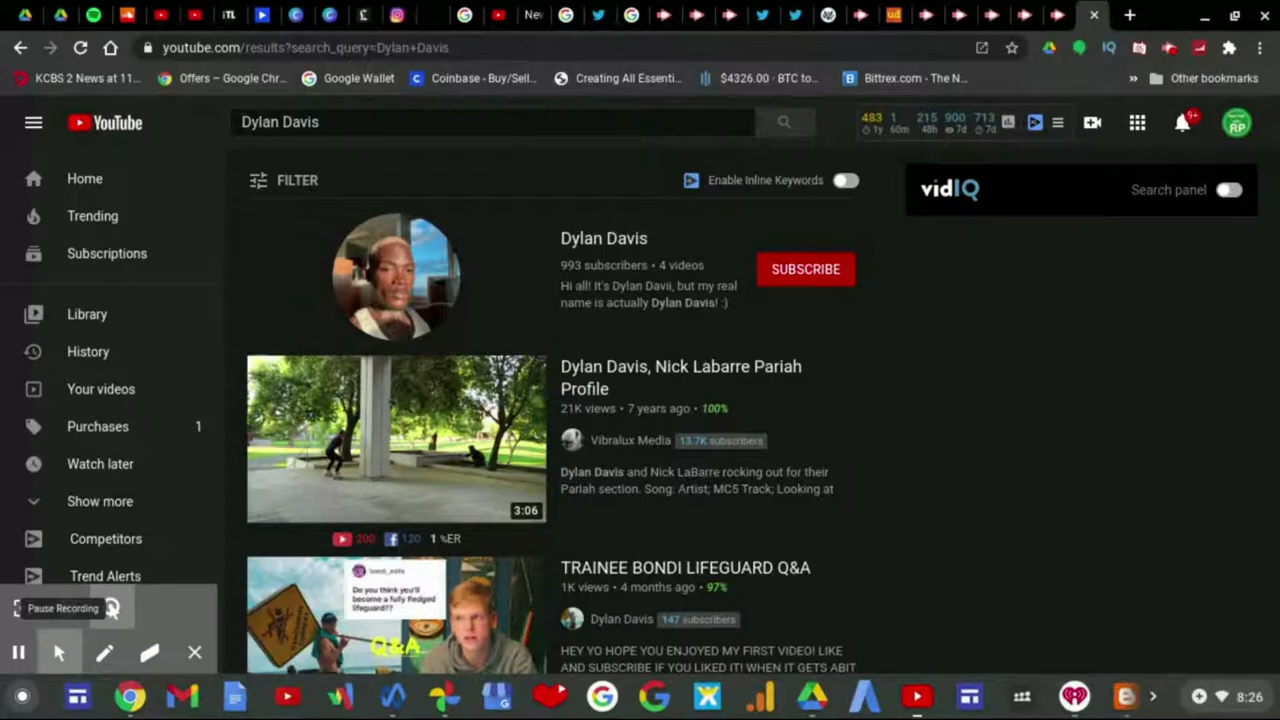 iTL
Nev
ud
youtube.com/results?search_query=Dylan+Davis
KCBS 2 News at 11...
Offers – Google Chr...
Google Wallet
Coinbase - Buy/Sell...
Creating All Essenti...
$4326.00 · BTC to...
Bittrex.com - The N...
Other bookmarks
YouTube
Dylan Davis
483 1 215 900 713
1y 60m 48h 7d 7d
9+
RP
Home
Trending
Subscriptions
Library
History
Your videos
Purchases 1
Watch later
Show more
Competitors
Trend Alerts
Pause Recording
FILTER
Enable Inline Keywords
vidIQ
Search panel
Dylan Davis
993 subscribers • 4 videos
Hi all! It's Dylan Davii, but my real
name is actually Dylan Davis! :)
SUBSCRIBE
3:06
200 120 1 %ER
Dylan Davis, Nick Labarre Pariah
Profile
21K views • 7 years ago • 100%
Vibralux Media 13.7K subscribers
Dylan Davis and Nick LaBarre rocking out for their
Pariah section. Song: Artist; MC5 Track; Looking at
Do you think you'll
become a fully fledged
lifeguard??
Q&A
TRAINEE BONDI LIFEGUARD Q&A
1K views • 4 months ago • 97%
Dylan Davis 147 subscribers
HEY YO HOPE YOU ENJOYED MY FIRST VIDEO! LIKE
AND SUBSCRIBE IF YOU LIKED IT! WHEN IT GETS ABIT
8:26